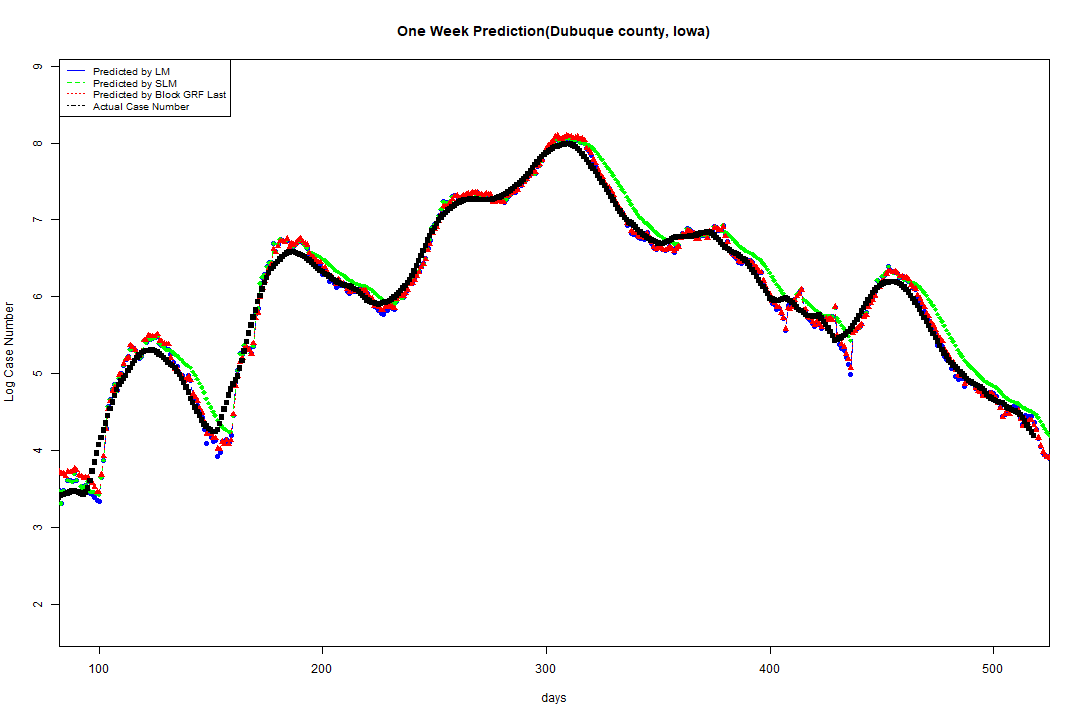 One Week Prediction(Dubuque county, Iowa)
Predicted by LM
Predicted by SLM
Predicted by Block GRF Last
Actual Case Number
Log Case Number
9
8
7
6
5
4
3
2
100 200 300 400 500
days